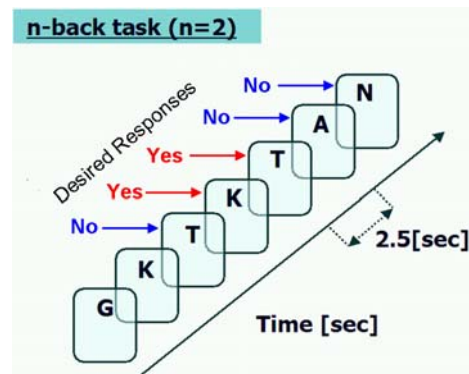 n-back task (n=2)
Desired Responses
No N
No A
Yes T
Yes K
No T
K
G
2.5[sec]
Time [sec]